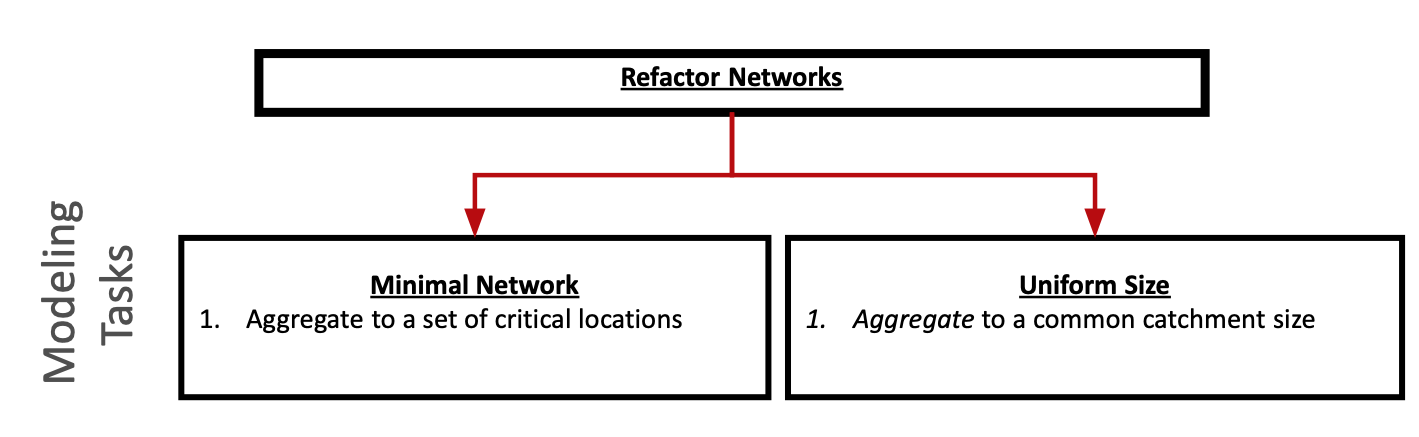 Refactor Networks
Modeling
Tasks
Minimal Network
1. Aggregate to a set of critical locations
Uniform Size
1. Aggregate to a common catchment size